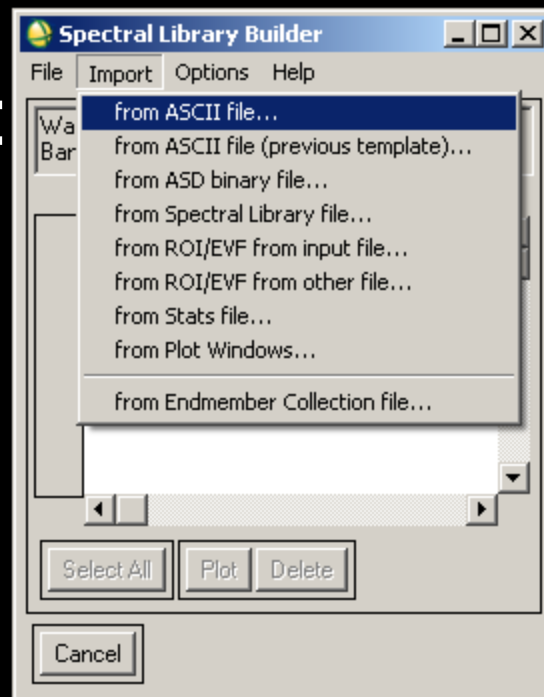 Spectral Library Builder
File Import Options Help
from ASCII file...
from ASCII file (previous template)...
from ASD binary file...
from Spectral Library file...
from ROI/EVF from input file...
from ROI/EVF from other file...
from Stats file...
from Plot Windows...
from Endmember Collection file...
Wa
Bar
Select All Plot Delete
Cancel